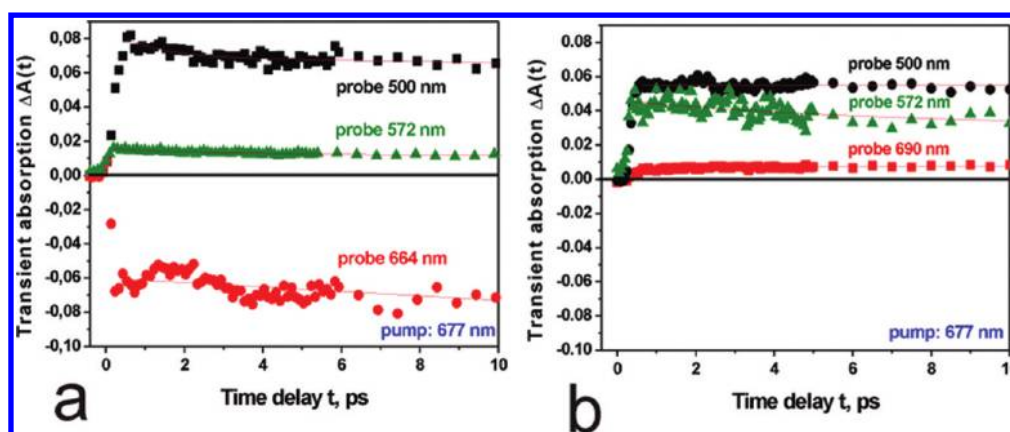 Transient absorption ΔA(t)
0,08
0,06
0,04
0,02
0,00
-0,02
-0,04
-0,06
-0,08
-0,10
probe 500 nm
probe 572 nm
probe 664 nm
pump: 677 nm
0 2 4 6 8 10
Time delay t, ps
a
Transient absorption ΔA(t)
0.10
0.08
0.06
0.04
0.02
0.00
-0.02
-0.04
-0.06
-0.08
-0.10
probe 500 nm
probe 572 nm
probe 690 nm
pump: 677 nm
0 2 4 6 8 10
Time delay t, ps
b